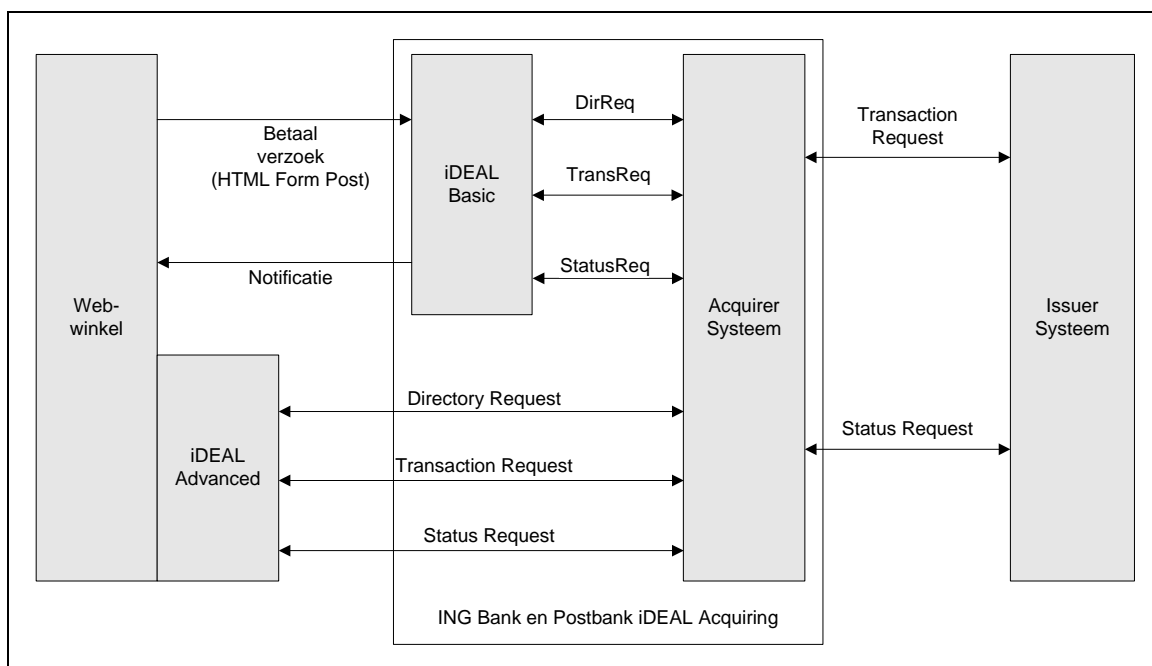 DirReq
Transaction
Request
Betaal
verzoek
(HTML Form Post)
iDEAL
Basic
TransReq
Notificatie
StatusReq
Web-
winkel
Acquirer
Systeem
Issuer
Systeem
Directory Request
Status Request
iDEAL
Advanced
Transaction Request
Status Request
ING Bank en Postbank iDEAL Acquiring